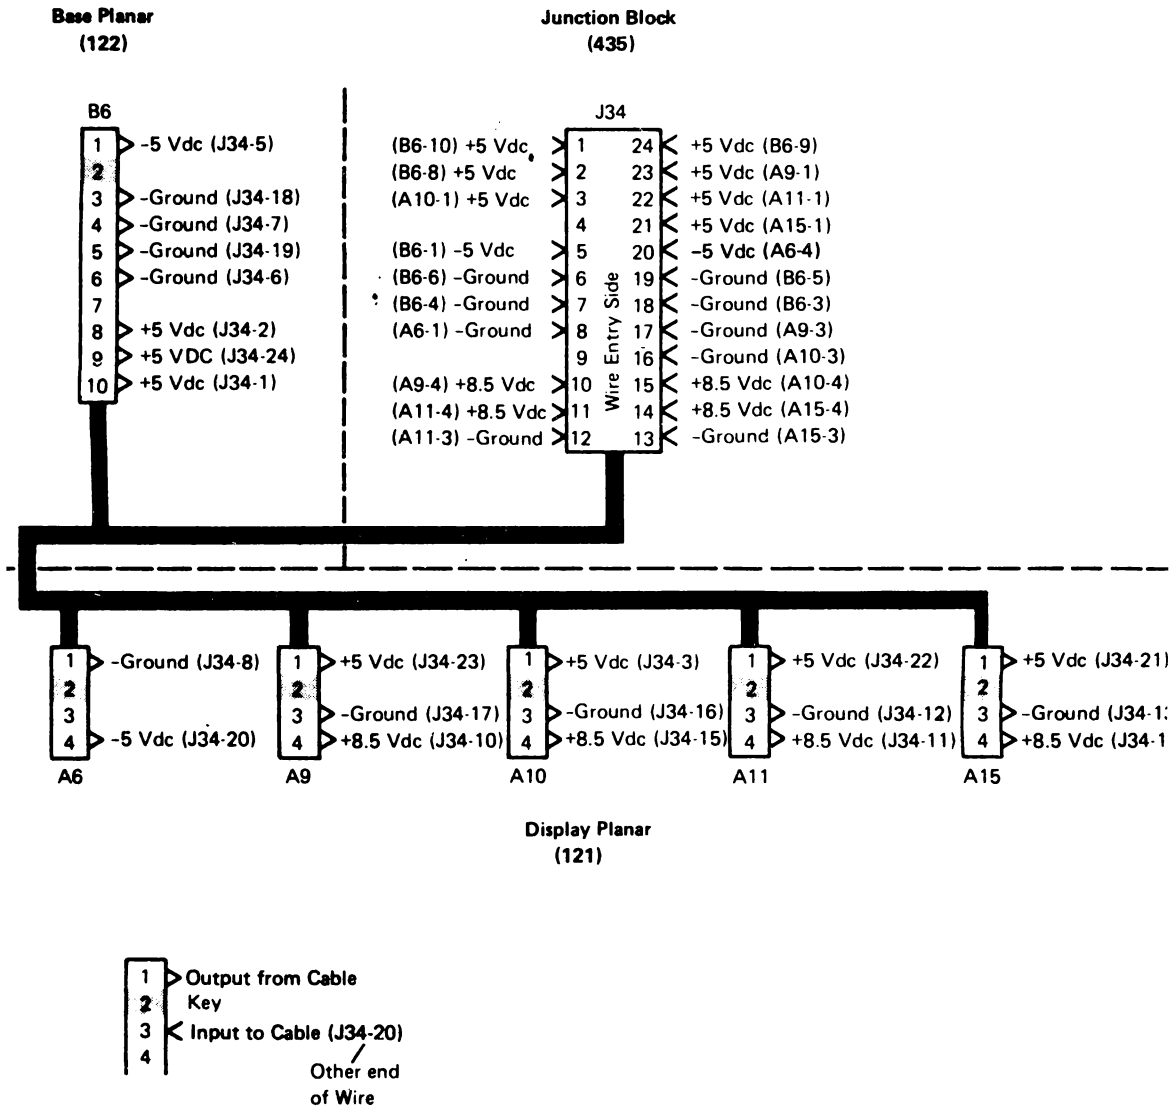 Base Planar
(122)
Junction Block
(435)
B6
1 -5 Vdc (J34-5)
2
3 -Ground (J34-18)
4 -Ground (J34-7)
5 -Ground (J34-19)
6 -Ground (J34-6)
7
8 +5 Vdc (J34-2)
9 +5 VDC (J34-24)
10 +5 Vdc (J34-1)
J34
(B6-10) +5 Vdc 1 24 +5 Vdc (B6-9)
(B6-8) +5 Vdc 2 23 +5 Vdc (A9-1)
(A10-1) +5 Vdc 3 22 +5 Vdc (A11-1)
4 21 +5 Vdc (A15-1)
(B6-1) -5 Vdc 5 20 -5 Vdc (A6-4)
(B6-6) -Ground 6 19 -Ground (B6-5)
(B6-4) -Ground 7 18 -Ground (B6-3)
(A6-1) -Ground 8 17 -Ground (A9-3)
9 16 -Ground (A10-3)
(A9-4) +8.5 Vdc 10 15 +8.5 Vdc (A10-4)
(A11-4) +8.5 Vdc 11 14 +8.5 Vdc (A15-4)
(A11-3) -Ground 12 13 -Ground (A15-3)
Wire Entry Side
1 -Ground (J34-8)
2
3
4 -5 Vdc (J34-20)
A6
1 +5 Vdc (J34-23)
2
3 -Ground (J34-17)
4 +8.5 Vdc (J34-10)
A9
1 +5 Vdc (J34-3)
2
3 -Ground (J34-16)
4 +8.5 Vdc (J34-15)
A10
1 +5 Vdc (J34-22)
2
3 -Ground (J34-12)
4 +8.5 Vdc (J34-11)
A11
1 +5 Vdc (J34-21)
2
3 -Ground
4 +8.5 Vdc
A15
Display Planar
(121)
1 Output from Cable
2 Key
3 Input to Cable (J34-20)
4
Other end
of Wire